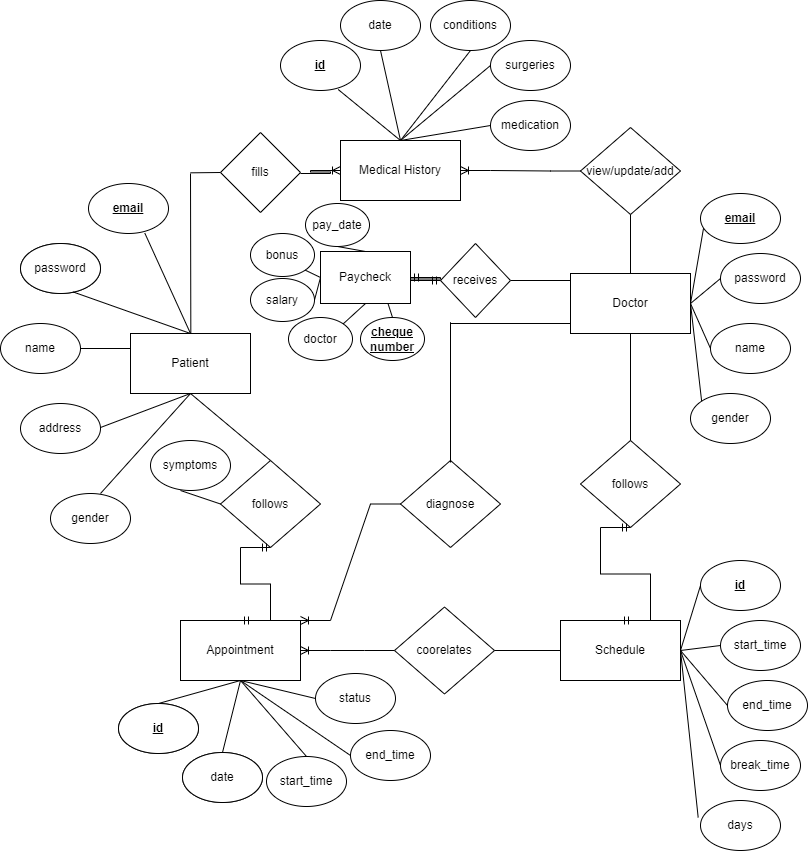 date
conditions
id
surgeries
medication
fills
Medical History
view/update/add
email
pay_date
email
bonus
password
Paycheck
receives
password
salary
Doctor
doctor
cheque
number
name
Patient
name
address
gender
symptoms
follows
diagnose
follows
gender
id
Appointment
coorelates
Schedule
start_time
status
end_time
id
end_time
break_time
date
start_time
days